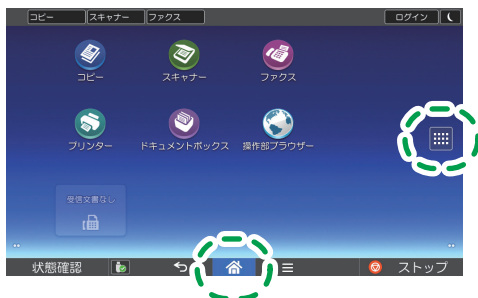 コピー スキャナー ファクス ログイン
コピー スキャナー ファクス
プリンター ドキュメントボックス 操作部ブラウザー
受信文書なし
状態確認 ストップ